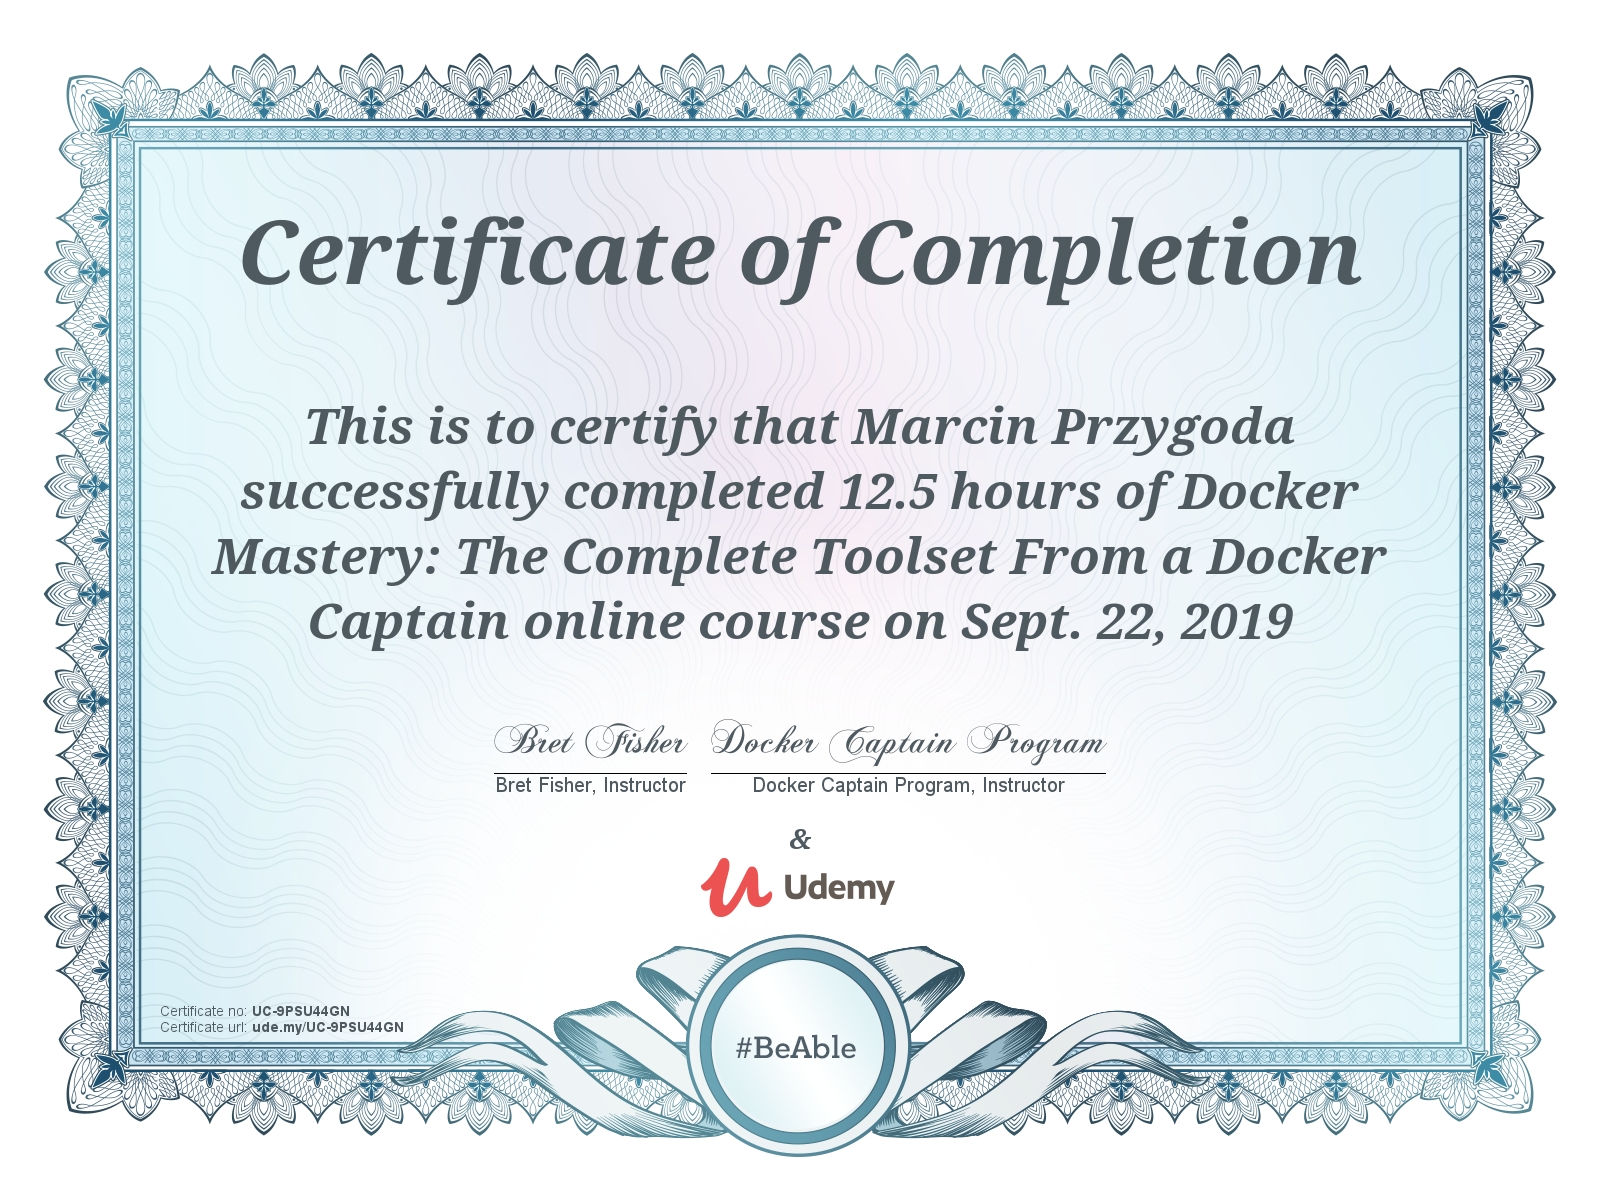 Certificate of Completion
This is to certify that Marcin Przygoda
successfully completed 12.5 hours of Docker
Mastery: The Complete Toolset From a Docker
Captain online course on Sept. 22, 2019
Bret Fisher Docker Captain Program
Bret Fisher, Instructor Docker Captain Program, Instructor
&
Udemy
Certificate no: UC-9PSU44GN
Certificate url: ude.my/UC-9PSU44GN
#BeAble